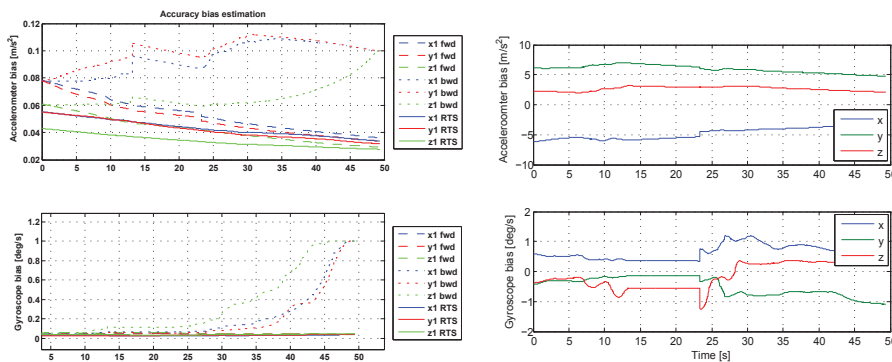 Accuracy bias estimation
Accelerometer bias [m/s²]
0.12
0.1
0.08
0.06
0.04
0.02
0 5 10 15 20 25 30 35 40 45 50
x1 fwd
y1 fwd
z1 fwd
x1 bwd
y1 bwd
z1 bwd
x1 RTS
y1 RTS
z1 RTS
Acceleroomter bias [m/s²]
10
5
0
−5
−10
0 5 10 15 20 25 30 35 40 45 50
x
y
z
Gyroscope bias [deg/s]
1.2
1
0.8
0.6
0.4
0.2
0
5 10 15 20 25 30 35 40 45 50
x1 fwd
y1 fwd
z1 fwd
x1 bwd
y1 bwd
z1 bwd
x1 RTS
y1 RTS
z1 RTS
Gyroscope bias [deg/s]
2
1
0
−1
−2
0 5 10 15 20 25 30 35 40 45 50
Time [s]
x
y
z